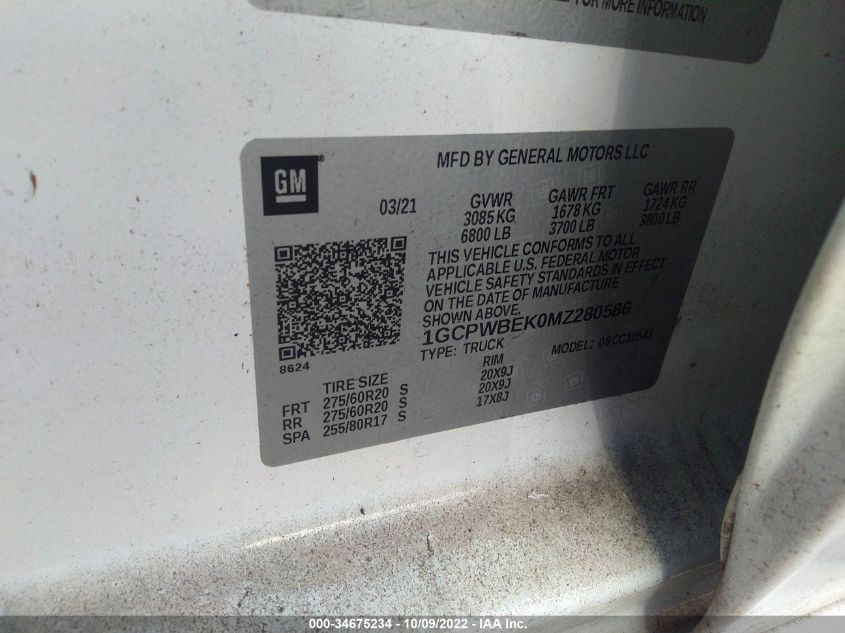 FOR MORE INFORMATION
GM®
MFD BY GENERAL MOTORS LLC
03/21
GVWR GAWR FRT GAWR RR
3085 KG 1678 KG 1724 KG
6800 LB 3700 LB 3800 LB
THIS VEHICLE CONFORMS TO ALL
APPLICABLE U.S. FEDERAL MOTOR
VEHICLE SAFETY STANDARDS IN EFFECT
ON THE DATE OF MANUFACTURE
SHOWN ABOVE.
1GCPWBEK0MZ280586
TYPE: TRUCK MODEL: 06CC10543
8624
TIRE SIZE RIM
FRT 275/60R20 S 20X9J
RR 275/60R20 S 20X9J
SPA 255/80R17 S 17X8J
000-34675234 - 10/09/2022 - IAA Inc.